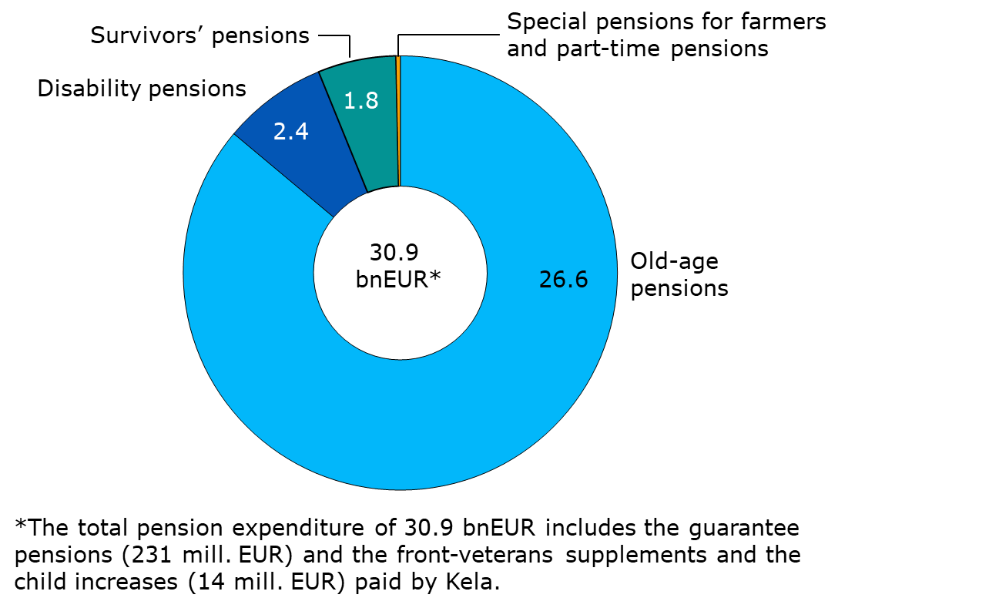 Special pensions for farmers
and part-time pensions
Survivors’ pensions
Disability pensions
1.8
2.4
30.9
bnEUR*
26.6
Old-age
pensions
*The total pension expenditure of 30.9 bnEUR includes the guarantee
pensions (231 mill. EUR) and the front-veterans supplements and the
child increases (14 mill. EUR) paid by Kela.